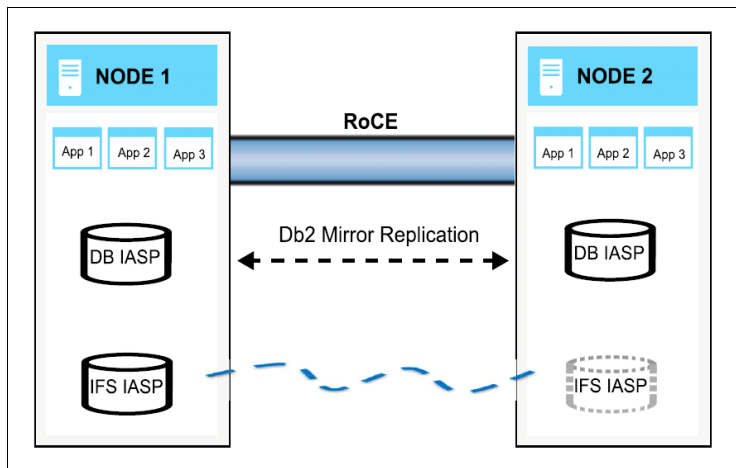 NODE 1
NODE 2
RoCE
App 1 App 2 App 3
App 1 App 2 App 3
Db2 Mirror Replication
DB IASP
DB IASP
IFS IASP
IFS IASP